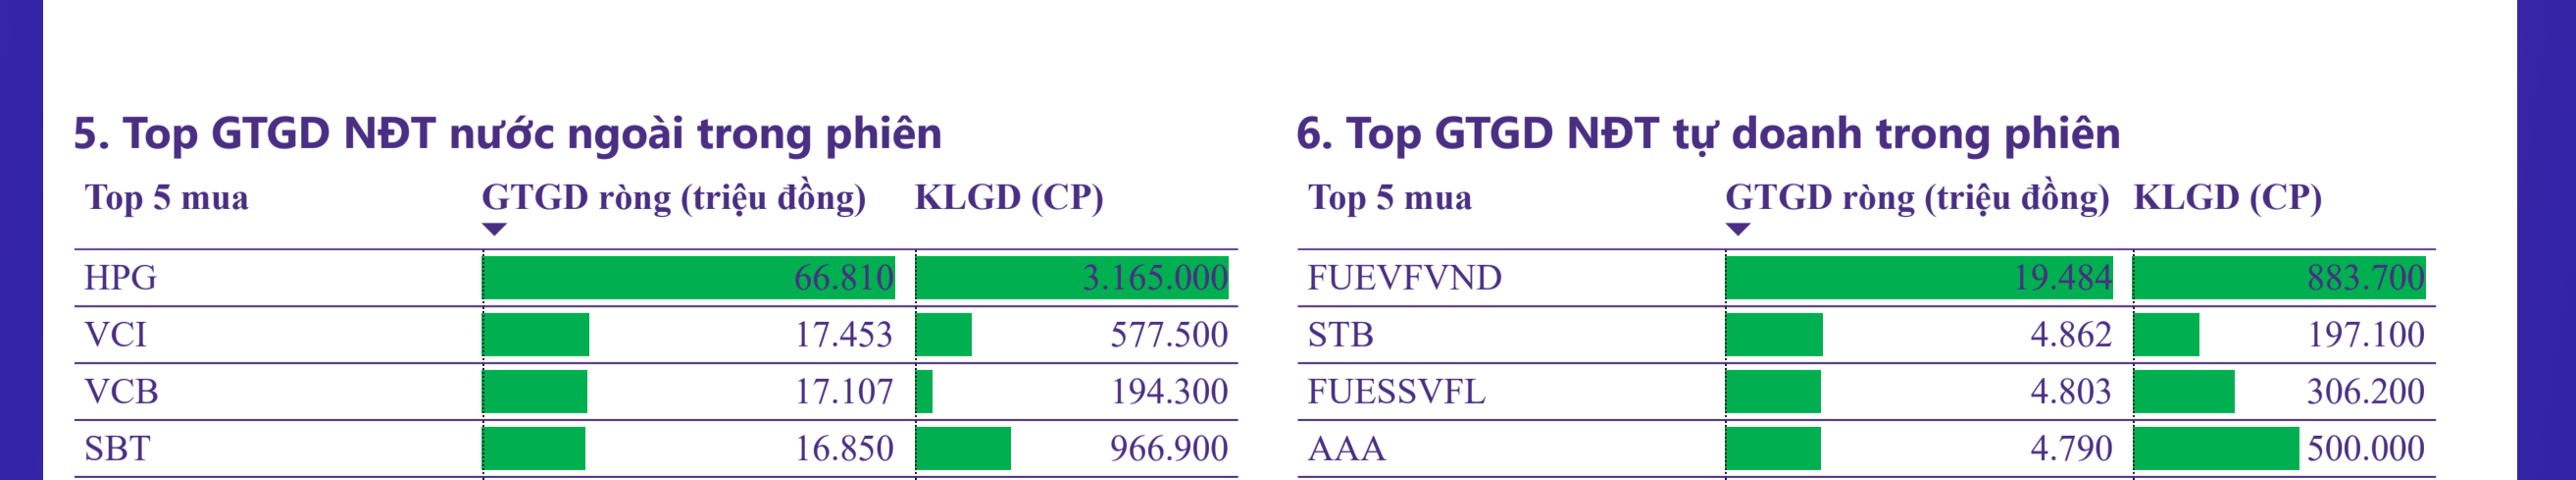 5. Top GTGD NĐT nước ngoài trong phiên
Top 5 mua GTGD ròng (triệu đồng) KLGD (CP)
HPG 66.810 3.165.000
VCI 17.453 577.500
VCB 17.107 194.300
SBT 16.850 966.900
6. Top GTGD NĐT tự doanh trong phiên
Top 5 mua GTGD ròng (triệu đồng) KLGD (CP)
FUEVFVND 19.484 883.700
STB 4.862 197.100
FUESSVFL 4.803 306.200
AAA 4.790 500.000